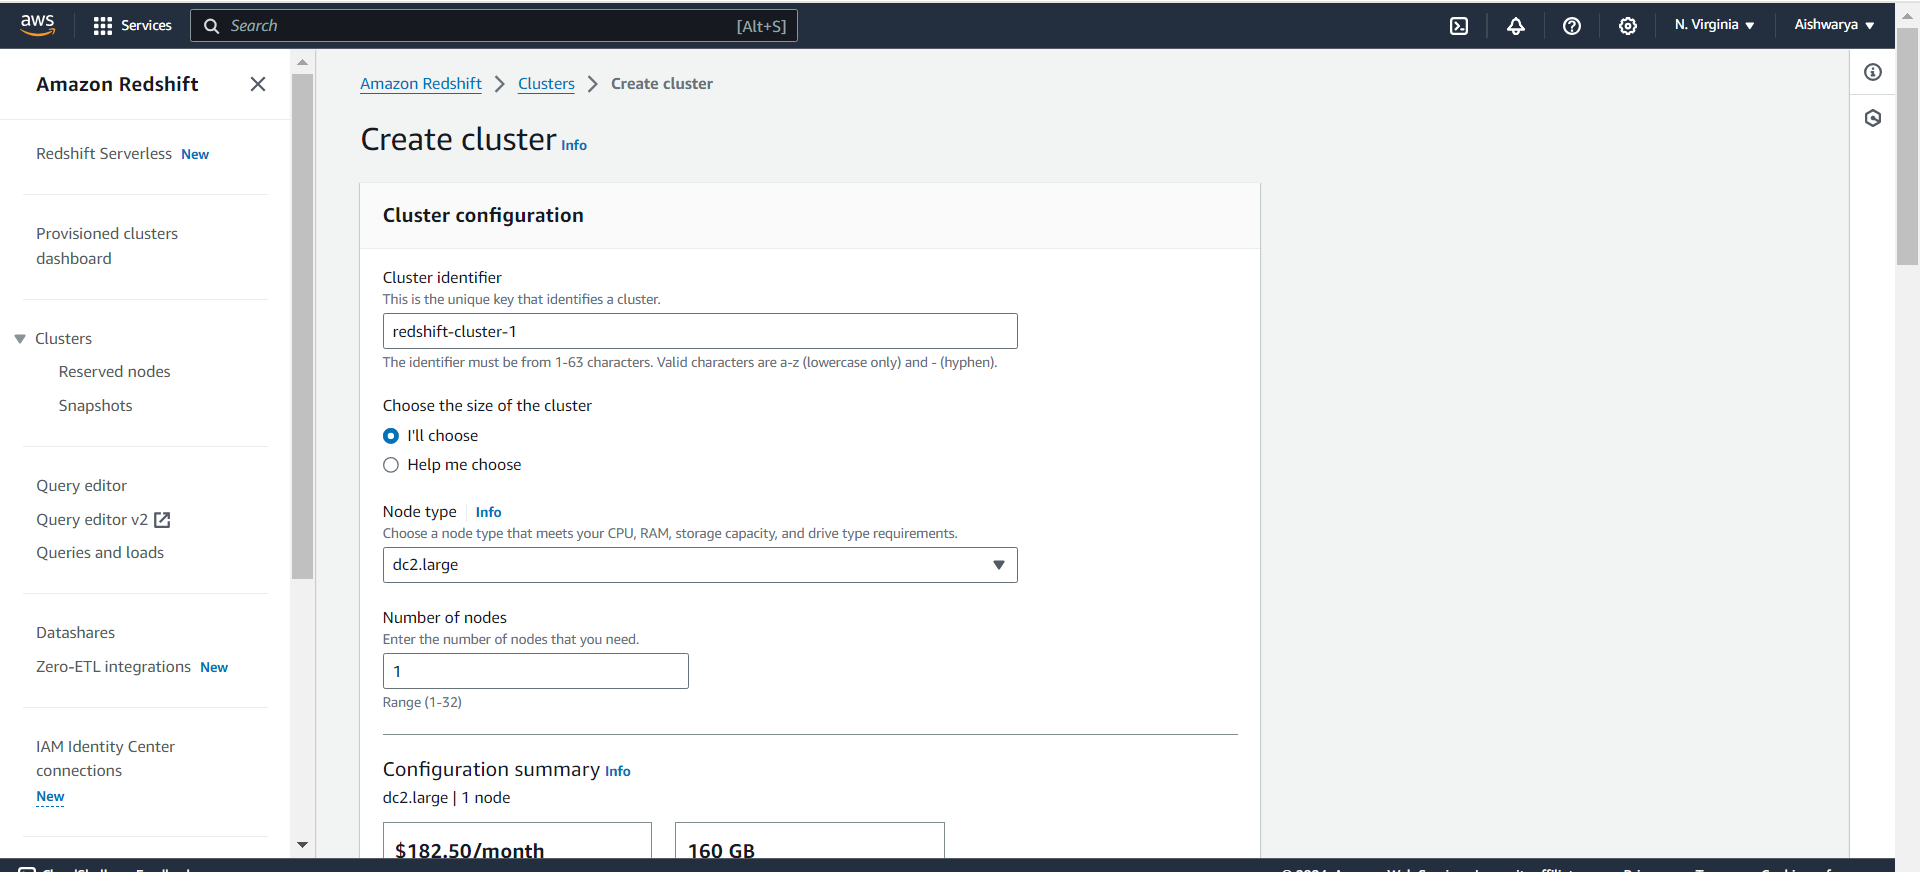 aws
Services
Search
[Alt+S]
N. Virginia
Aishwarya
Amazon Redshift
Redshift Serverless New
Provisioned clusters
dashboard
Clusters
Reserved nodes
Snapshots
Query editor
Query editor v2
Queries and loads
Datashares
Zero-ETL integrations New
IAM Identity Center
connections
New
Amazon Redshift > Clusters > Create cluster
Create cluster Info
Cluster configuration
Cluster identifier
This is the unique key that identifies a cluster.
redshift-cluster-1
The identifier must be from 1-63 characters. Valid characters are a-z (lowercase only) and - (hyphen).
Choose the size of the cluster
I'll choose
Help me choose
Node type Info
Choose a node type that meets your CPU, RAM, storage capacity, and drive type requirements.
dc2.large
Number of nodes
Enter the number of nodes that you need.
1
Range (1-32)
Configuration summary Info
dc2.large | 1 node
$182.50/month
160 GB